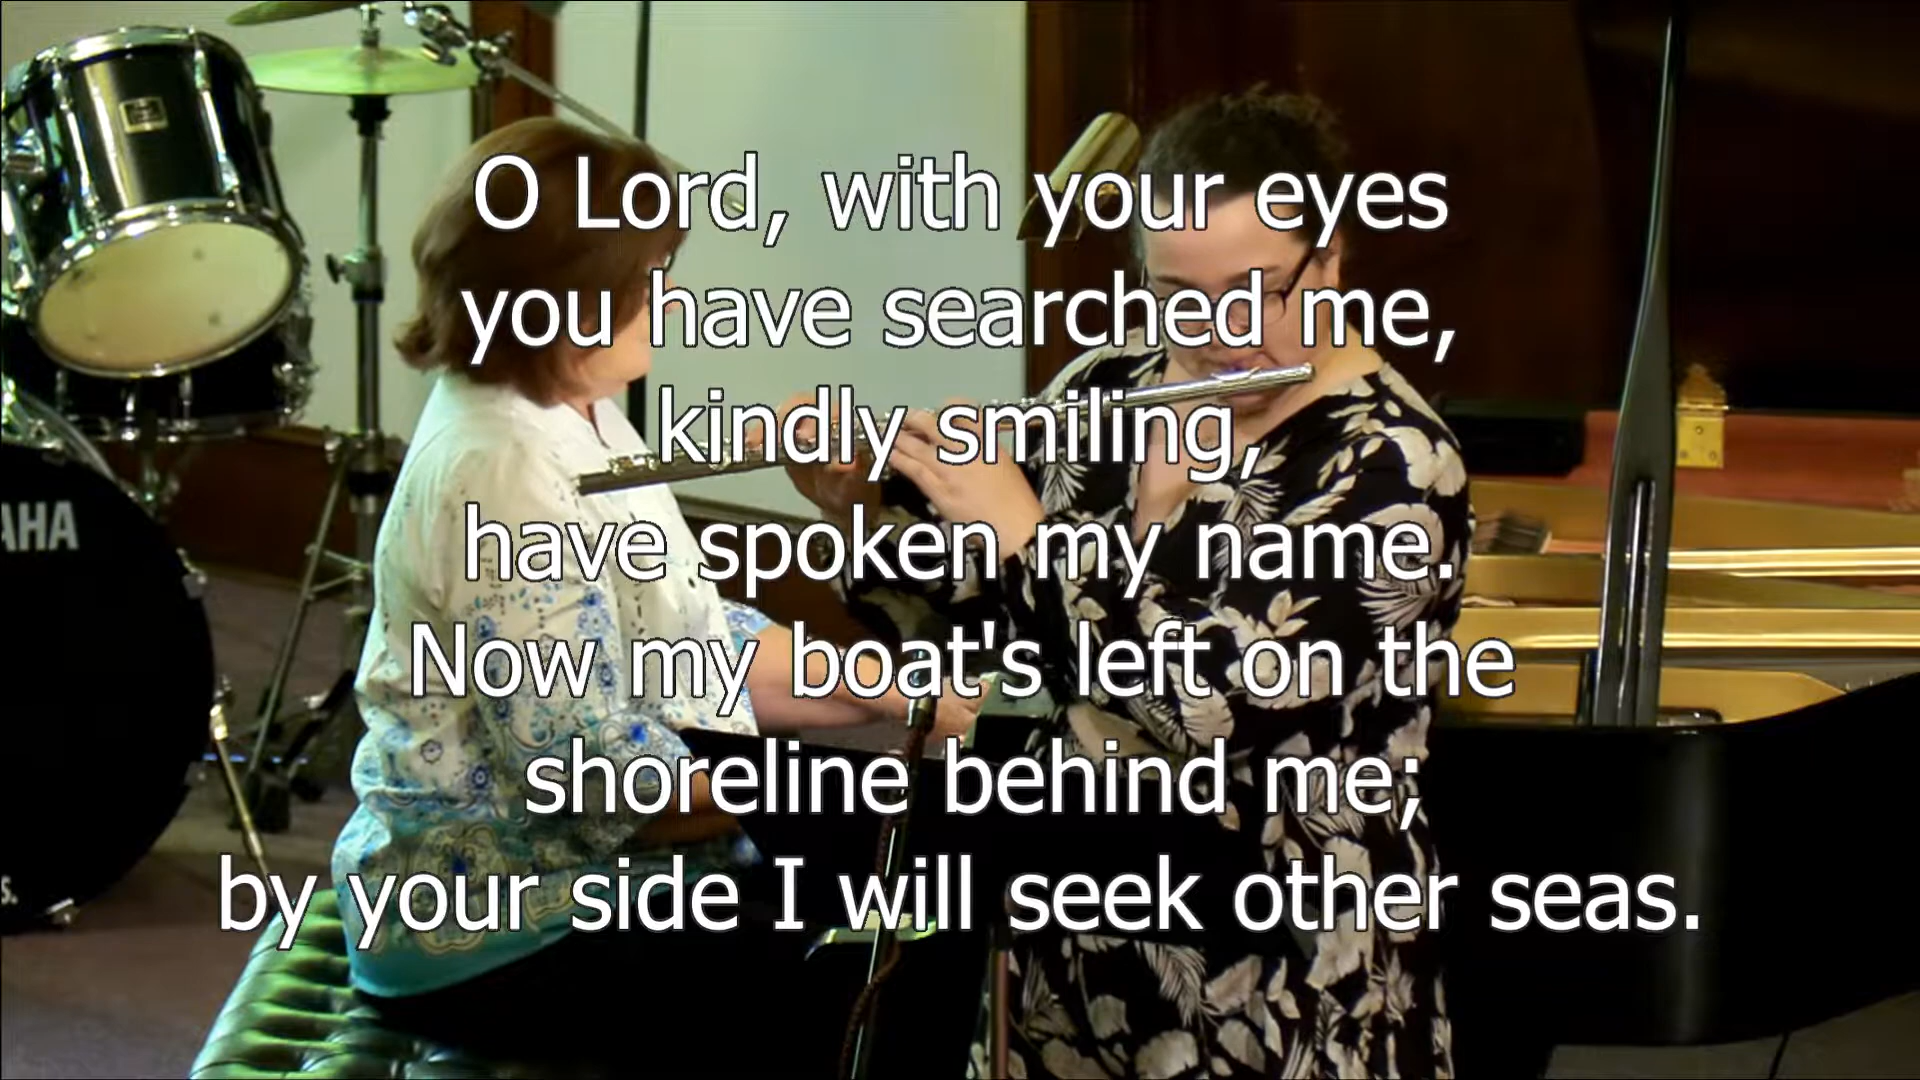 O Lord, with your eyes
you have searched me,
kindly smiling,
have spoken my name.
Now my boat's left on the
shoreline behind me;
by your side I will seek other seas.
AHA